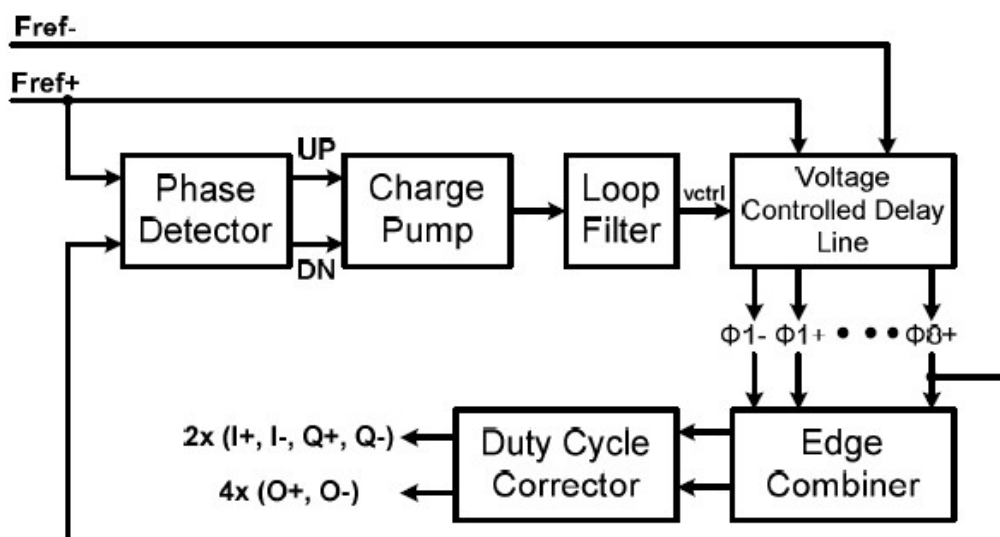 Fref-
Fref+
Phase
Detector
UP
DN
Charge
Pump
Loop
Filter
vctrl
Voltage
Controlled Delay
Line
Φ1- Φ1+ • • • Φ8+
2x (I+, I-, Q+, Q-)
4x (O+, O-)
Duty Cycle
Corrector
Edge
Combiner